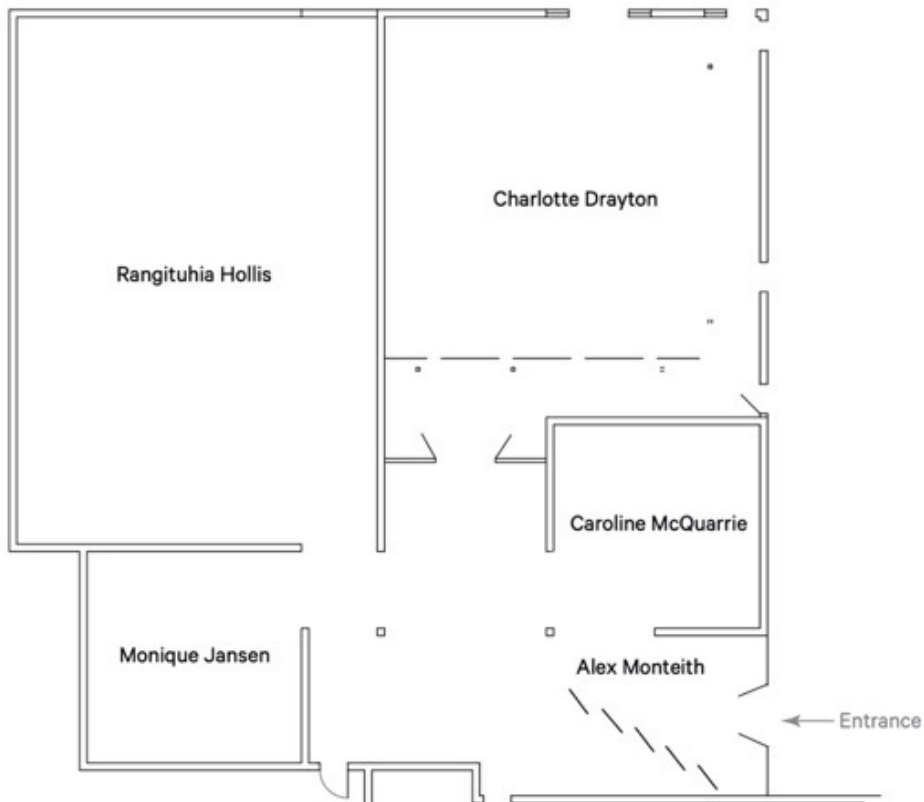 Charlotte Drayton
Rangituhia Hollis
Caroline McQuarrie
Monique Jansen
Alex Monteith
Entrance